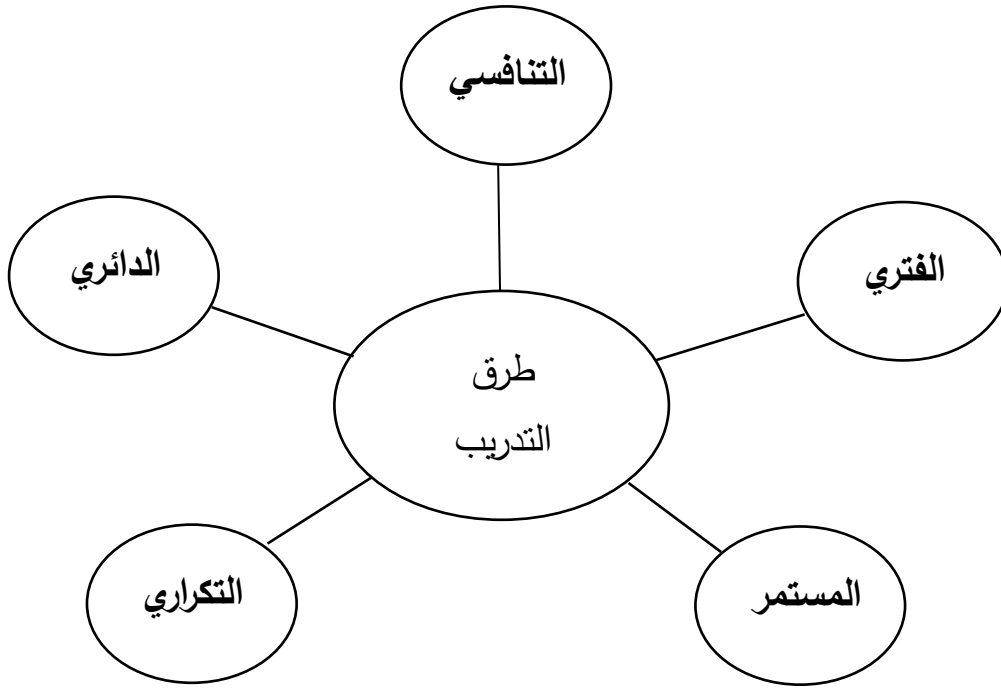 التنافسي
الفتري
الدائري
طرق
التدريب
المستمر
التكراري